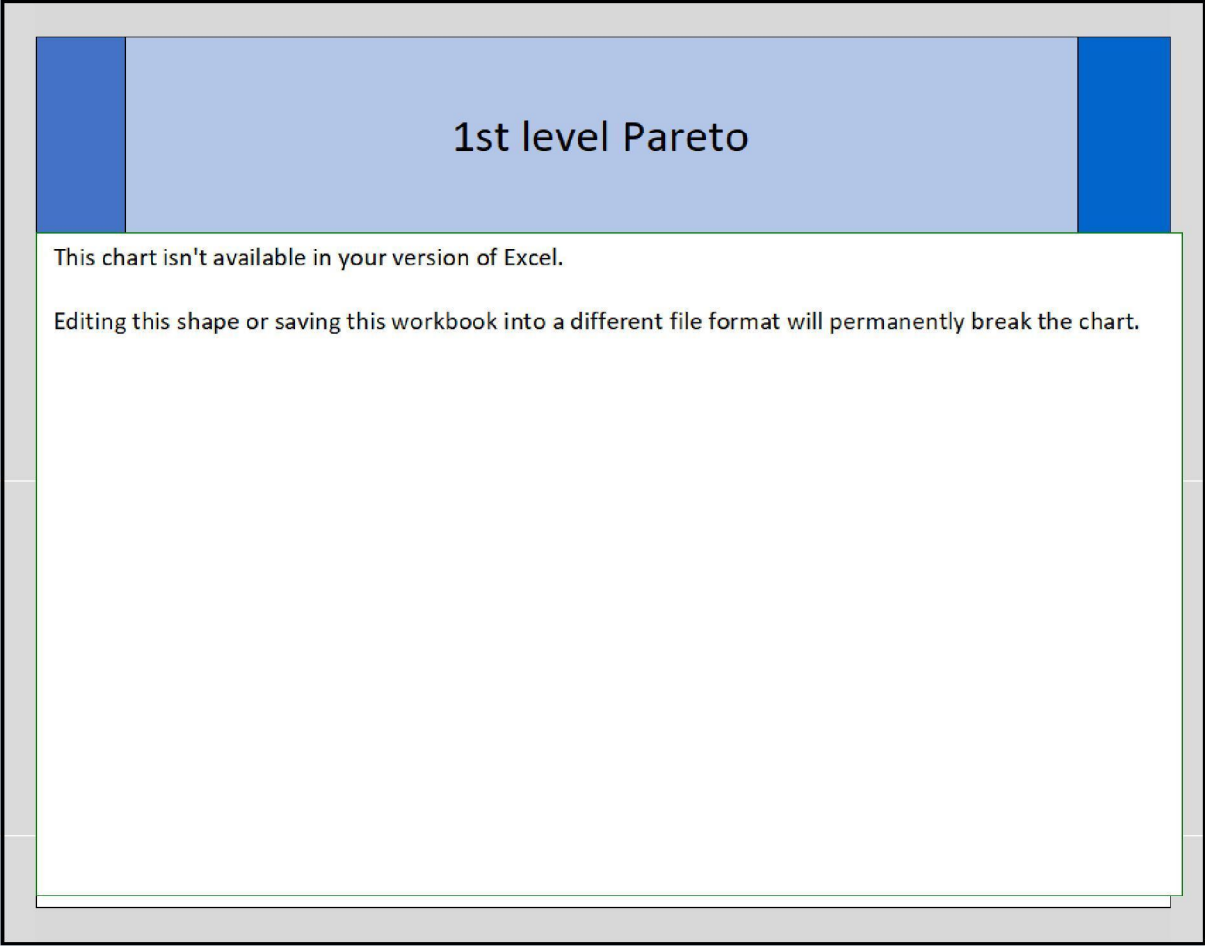 1st level Pareto
This chart isn't available in your version of Excel.
Editing this shape or saving this workbook into a different file format will permanently break the chart.